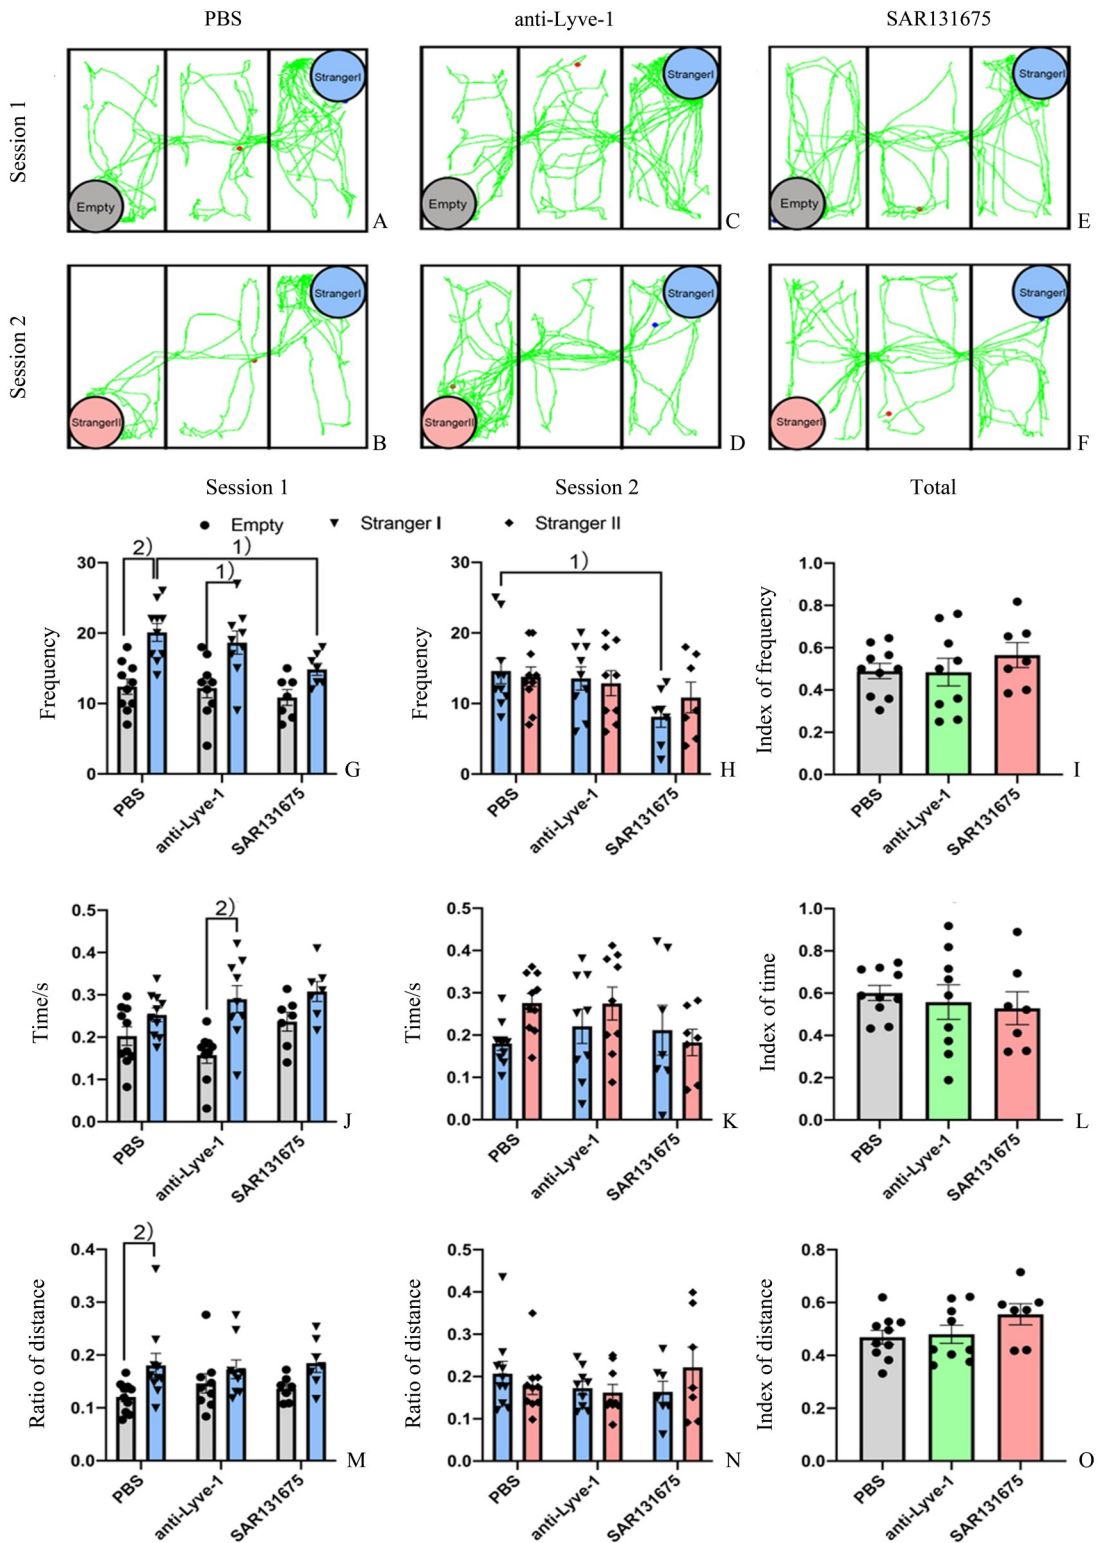 PBS anti-Lyve-1 SAR131675
Session 1
StrangerI StrangerI StrangerI
Empty Empty Empty
A C E
Session 2
StrangerI StrangerI StrangerI
StrangerII StrangerII StrangerI
B D F
Session 1 Session 2 Total
Empty Stranger I Stranger II
Frequency
30
20
10
0
2)
1)
1)
PBS
anti-Lyve-1
SAR131675
G
Frequency
30
20
10
0
1)
PBS
anti-Lyve-1
SAR131675
H
Index of frequency
1.0
0.8
0.6
0.4
0.2
0.0
I
PBS
anti-Lyve-1
SAR131675
Time/s
0.5
0.4
0.3
0.2
0.1
0.0
2)
PBS
anti-Lyve-1
SAR131675
J
Time/s
0.5
0.4
0.3
0.2
0.1
0.0
PBS
anti-Lyve-1
SAR131675
K
Index of time
1.0
0.8
0.6
0.4
0.2
0.0
PBS
anti-Lyve-1
SAR131675
L
Ratio of distance
0.4
0.3
0.2
0.1
0.0
2)
PBS
anti-Lyve-1
SAR131675
M
Ratio of distance
0.5
0.4
0.3
0.2
0.1
0.0
PBS
anti-Lyve-1
SAR131675
N
Index of distance
0.8
0.6
0.4
0.2
0.0
PBS
anti-Lyve-1
SAR131675
O